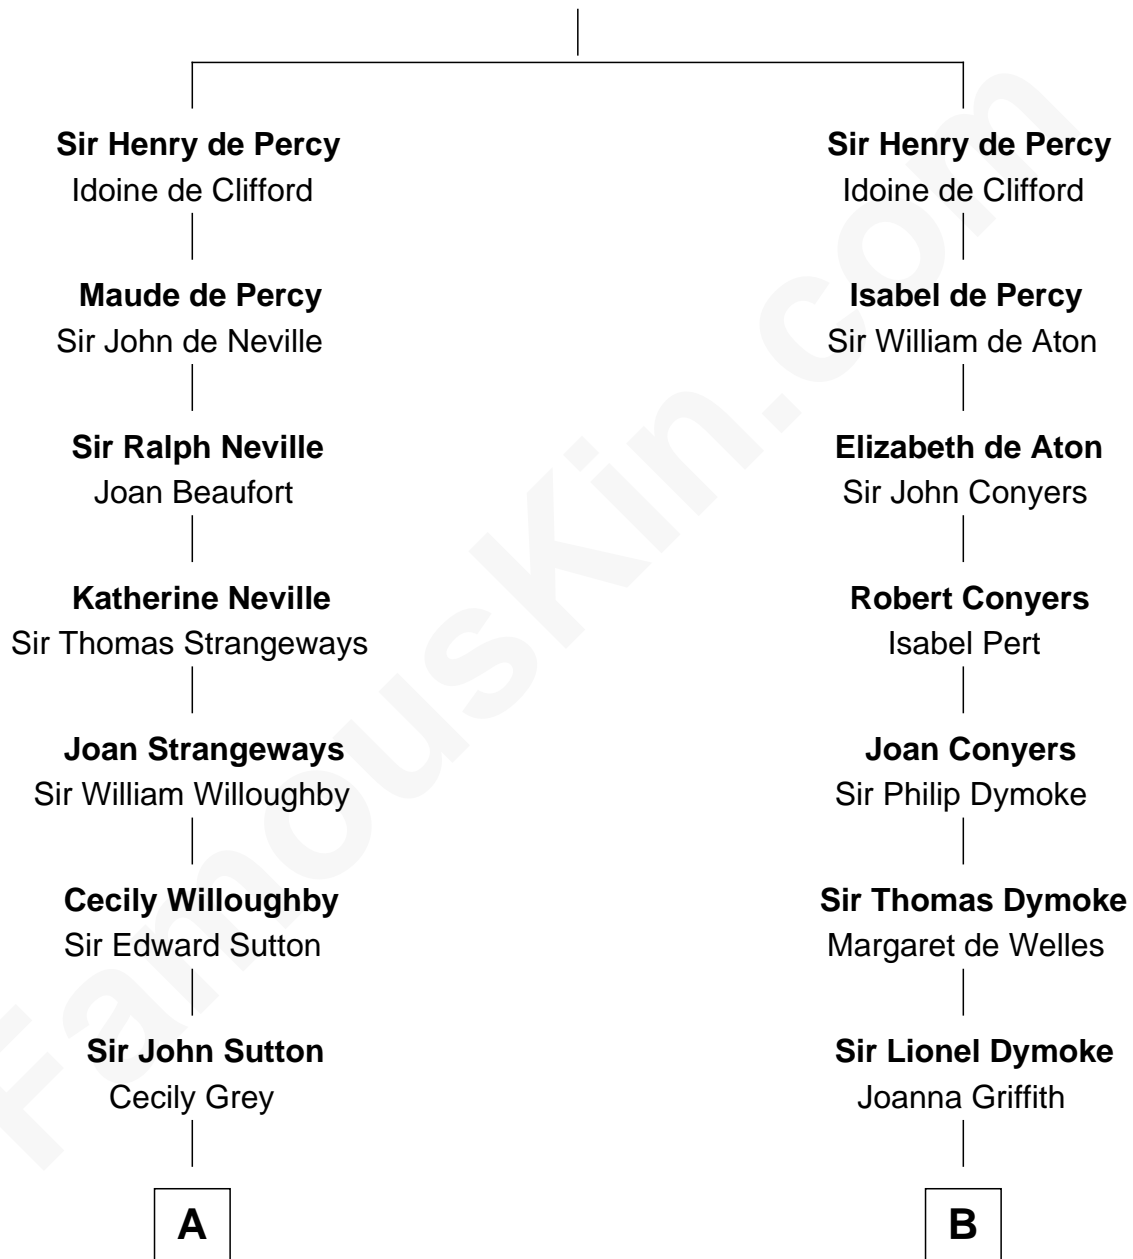 Sir Henry de Percy
Idoine de Clifford
Maude de Percy
Sir John de Neville
Sir Ralph Neville
Joan Beaufort
Katherine Neville
Sir Thomas Strangeways
Joan Strangeways
Sir William Willoughby
Cecily Willoughby
Sir Edward Sutton
Sir John Sutton
Cecily Grey
A
Sir Henry de Percy
Idoine de Clifford
Isabel de Percy
Sir William de Aton
Elizabeth de Aton
Sir John Conyers
Robert Conyers
Isabel Pert
Joan Conyers
Sir Philip Dymoke
Sir Thomas Dymoke
Margaret de Welles
Sir Lionel Dymoke
Joanna Griffith
B
FamousKin.com